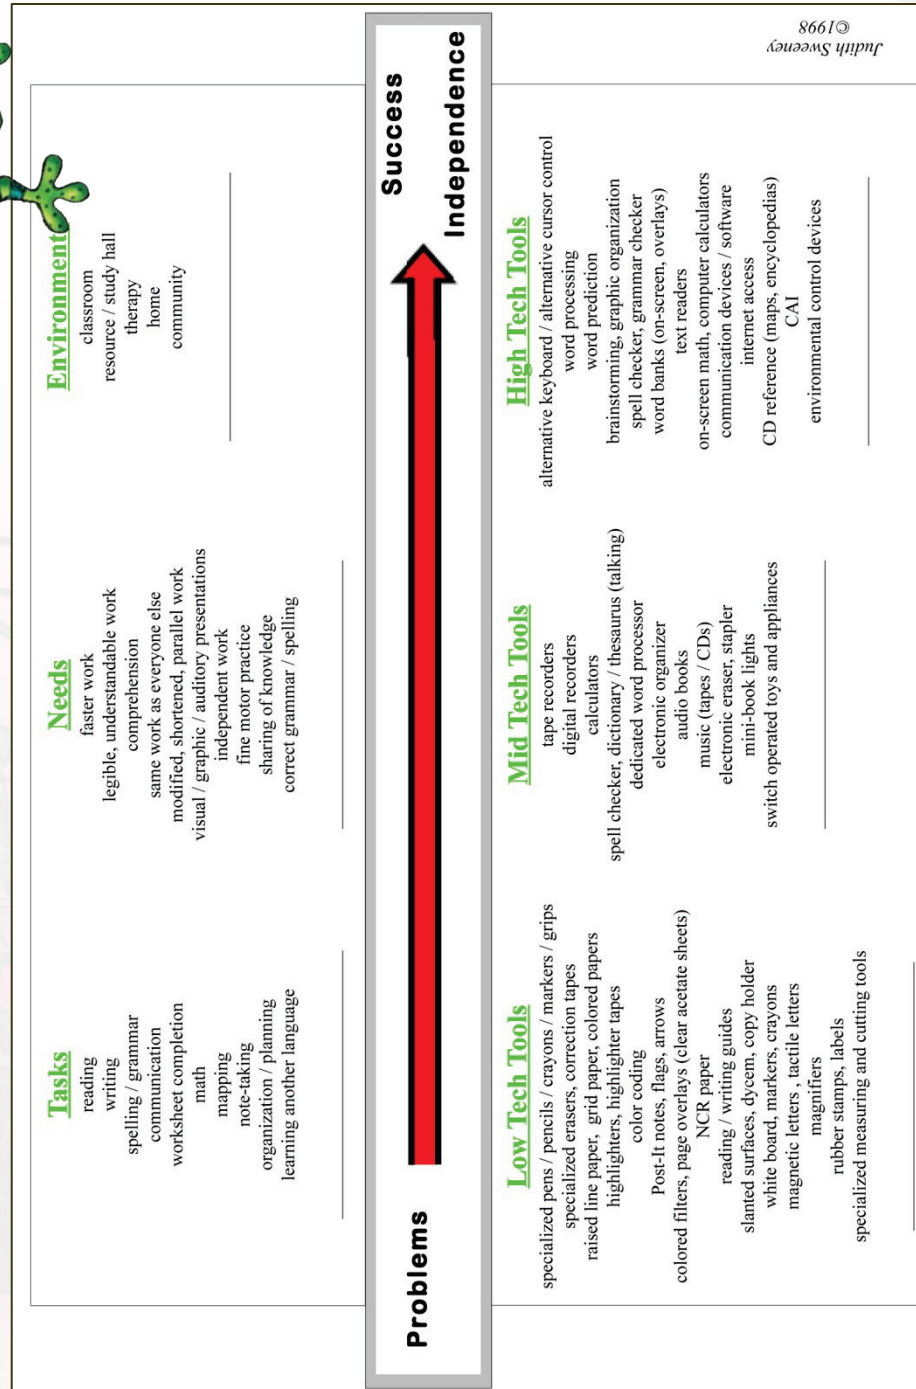 Tasks
reading
writing
spelling / grammar
communication
worksheet completion
math
mapping
note-taking
organization / planning
learning another language
Needs
faster work
legible, understandable work
comprehension
same work as everyone else
modified, shortened, parallel work
visual / graphic / auditory presentations
independent work
fine motor practice
sharing of knowledge
correct grammar / spelling
Environment
classroom
resource / study hall
therapy
home
community
Problems
Success
Independence
Low Tech Tools
specialized pens / pencils / crayons / markers / grips
specialized erasers, correction tapes
raised line paper, grid paper, colored papers
highlighters, highlighter tapes
color coding
Post-It notes, flags, arrows
colored filters, page overlays (clear acetate sheets)
NCR paper
reading / writing guides
slanted surfaces, dycem, copy holder
white board, markers, crayons
magnetic letters , tactile letters
magnifiers
rubber stamps, labels
specialized measuring and cutting tools
Mid Tech Tools
tape recorders
digital recorders
calculators
spell checker, dictionary / thesaurus (talking)
dedicated word processor
electronic organizer
audio books
music (tapes / CDs)
electronic eraser, stapler
mini-book lights
switch operated toys and appliances
High Tech Tools
alternative keyboard / alternative cursor control
word processing
word prediction
brainstorming, graphic organization
spell checker, grammar checker
word banks (on-screen, overlays)
text readers
on-screen math, computer calculators
communication devices / software
internet access
CD reference (maps, encyclopedias)
CAI
environmental control devices
Judith Sweeney
©1998